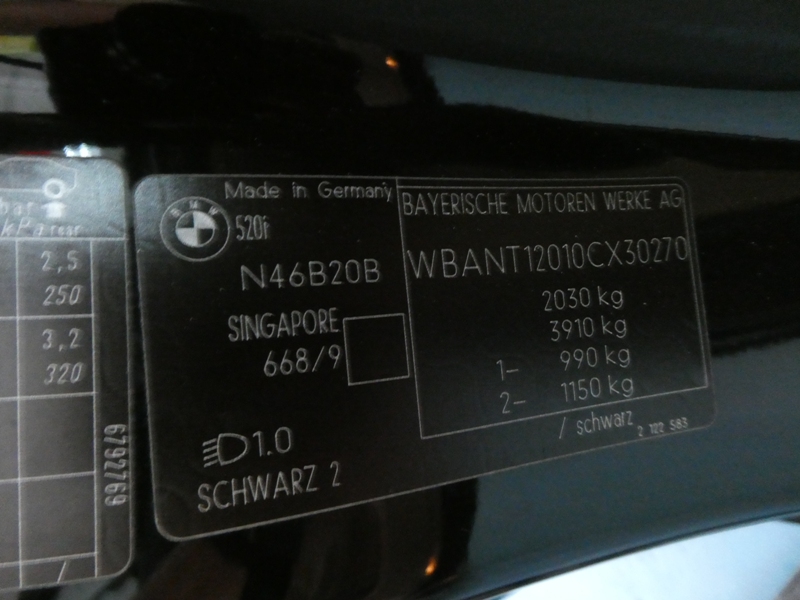 bar
kPa rear
2,5
250
3,2
320
/
6792769
Made in Germany
BMW
520i
N46B20B
SINGAPORE
668/9
1.0
SCHWARZ 2
BAYERISCHE MOTOREN WERKE AG
WBANT12010CX30270
2030 kg
3910 kg
1- 990 kg
2- 1150 kg
/ schwarz
2 122 583